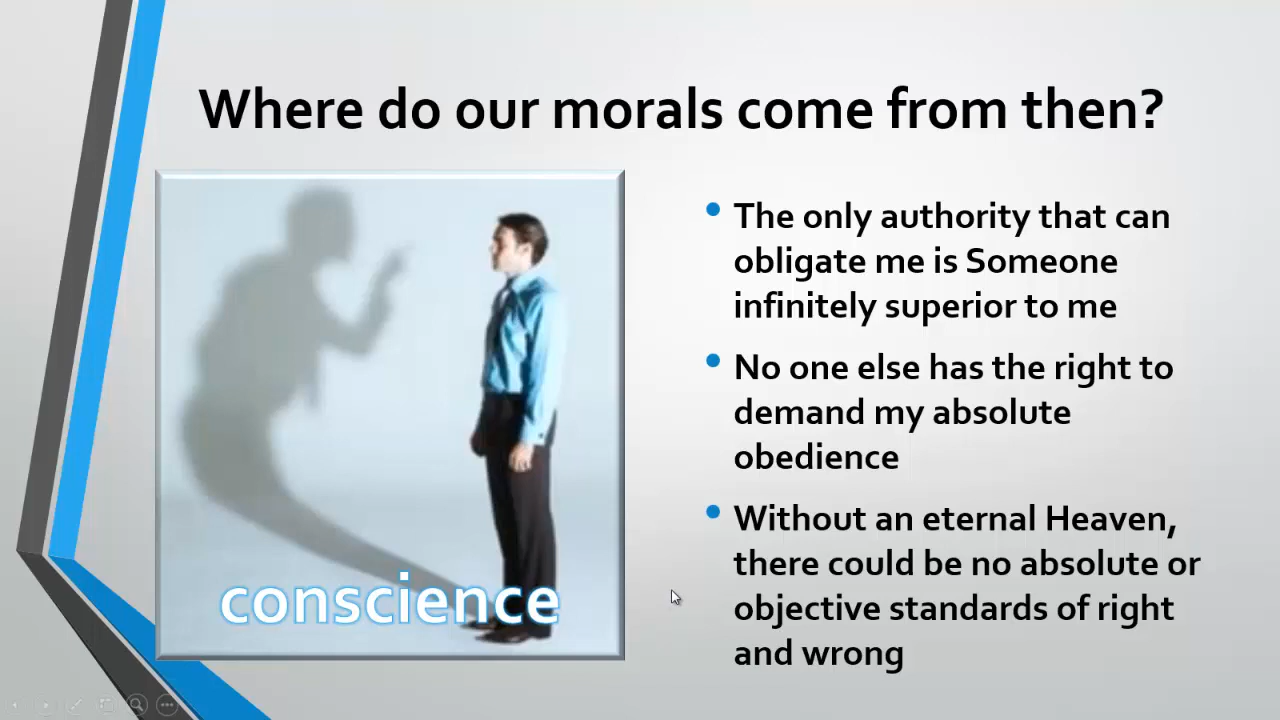 Where do our morals come from then?
conscience
• The only authority that can
obligate me is Someone
infinitely superior to me
• No one else has the right to
demand my absolute
obedience
• Without an eternal Heaven,
there could be no absolute or
objective standards of right
and wrong